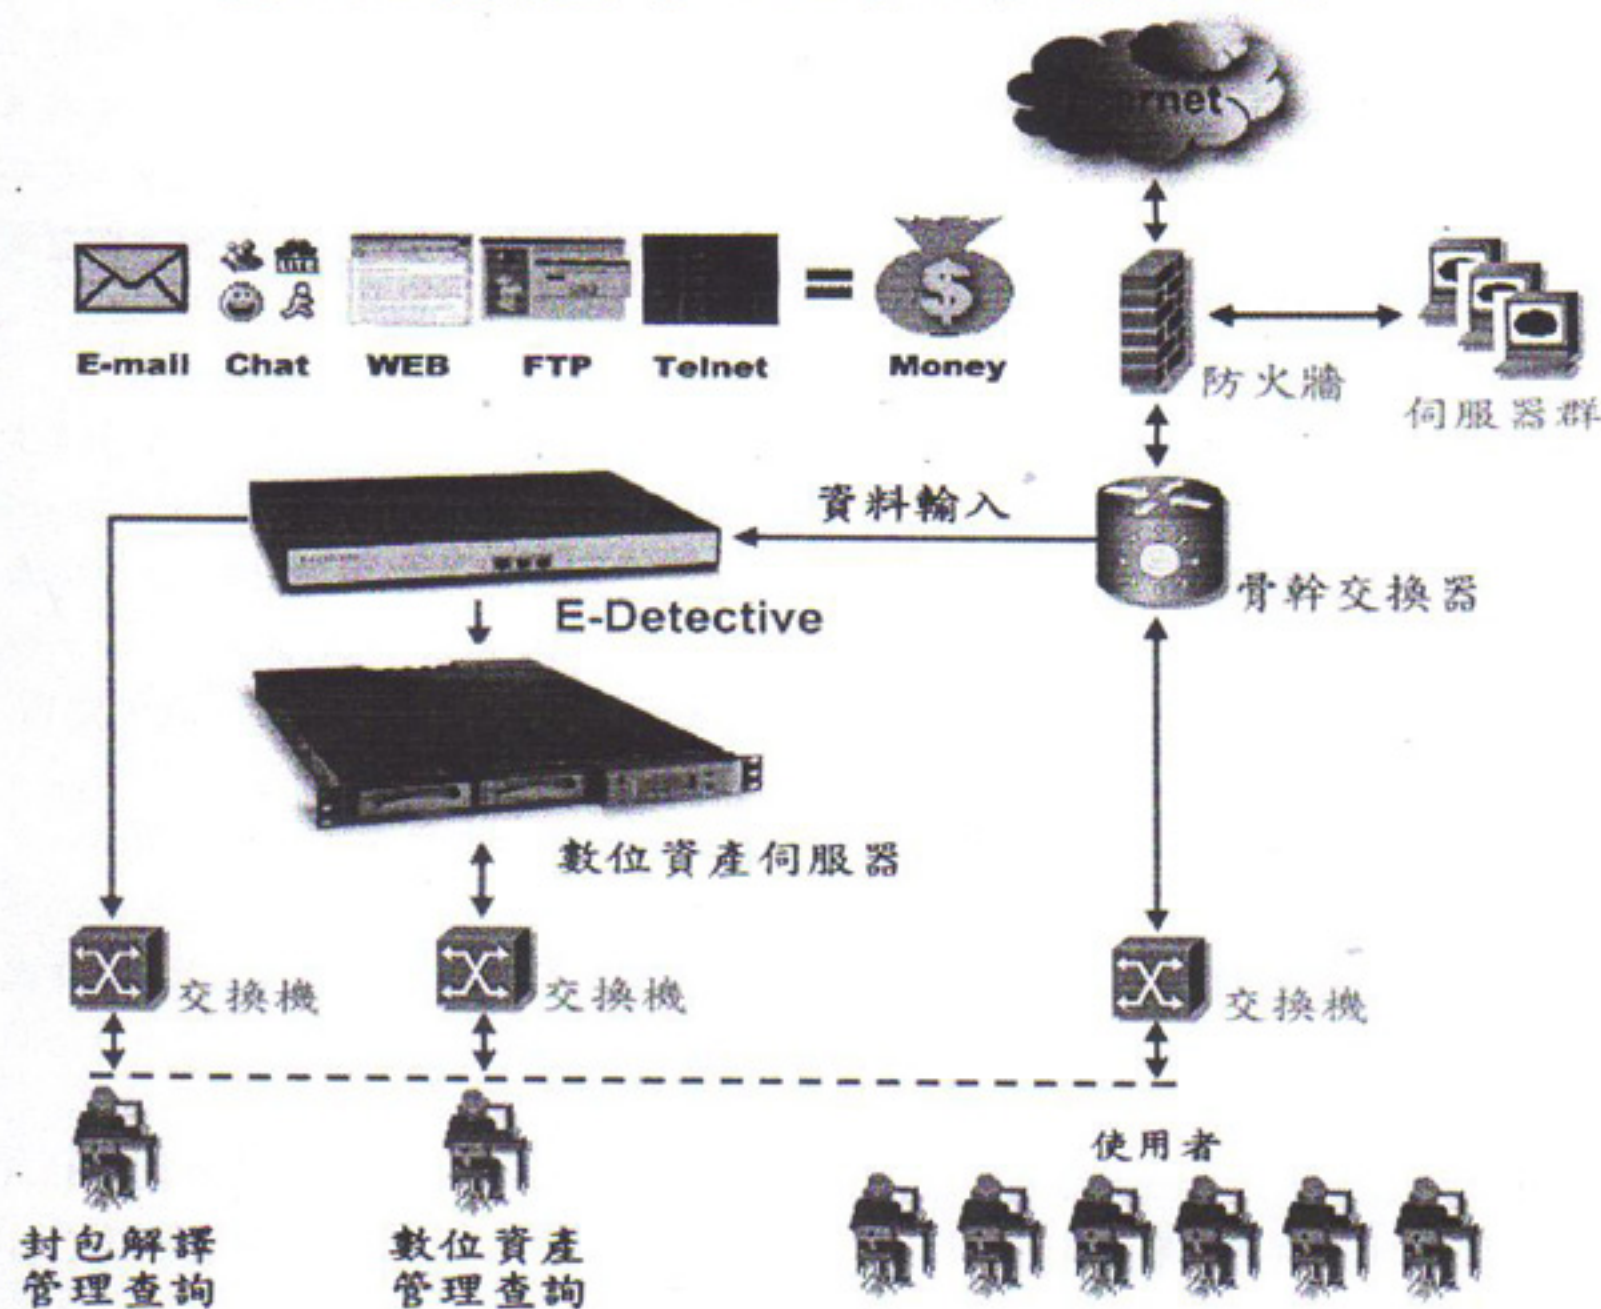 E-mail
Chat
WEB
FTP
Telnet
Money
防火牆
伺服器群
資料輸入
骨幹交換器
E-Detective
數位資產伺服器
交換機
交換機
交換機
使用者
封包解譯
管理查詢
數位資產
管理查詢